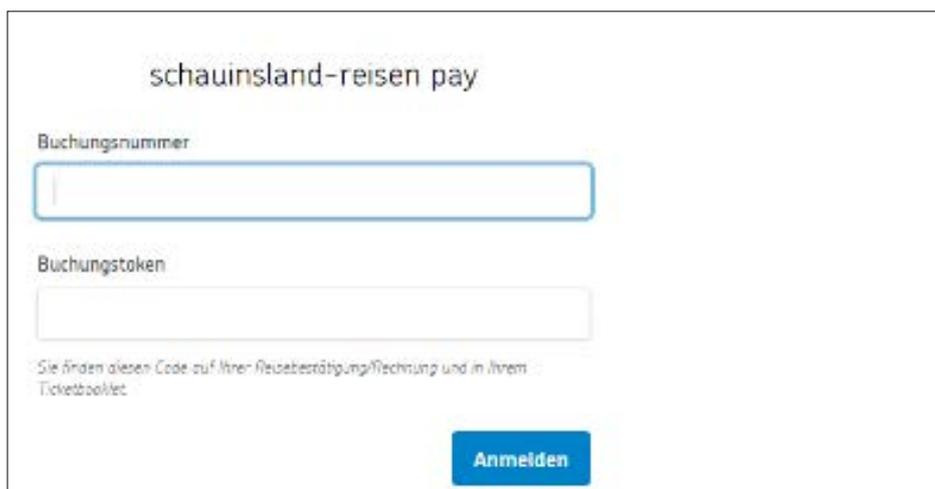 schauinsland-reisen pay
Buchungsnummer
Buchungstoken
Sie finden diesen Code auf Ihrer Reisebestätigung/Rechnung und in Ihrem
Ticketbooklet.
Anmelden